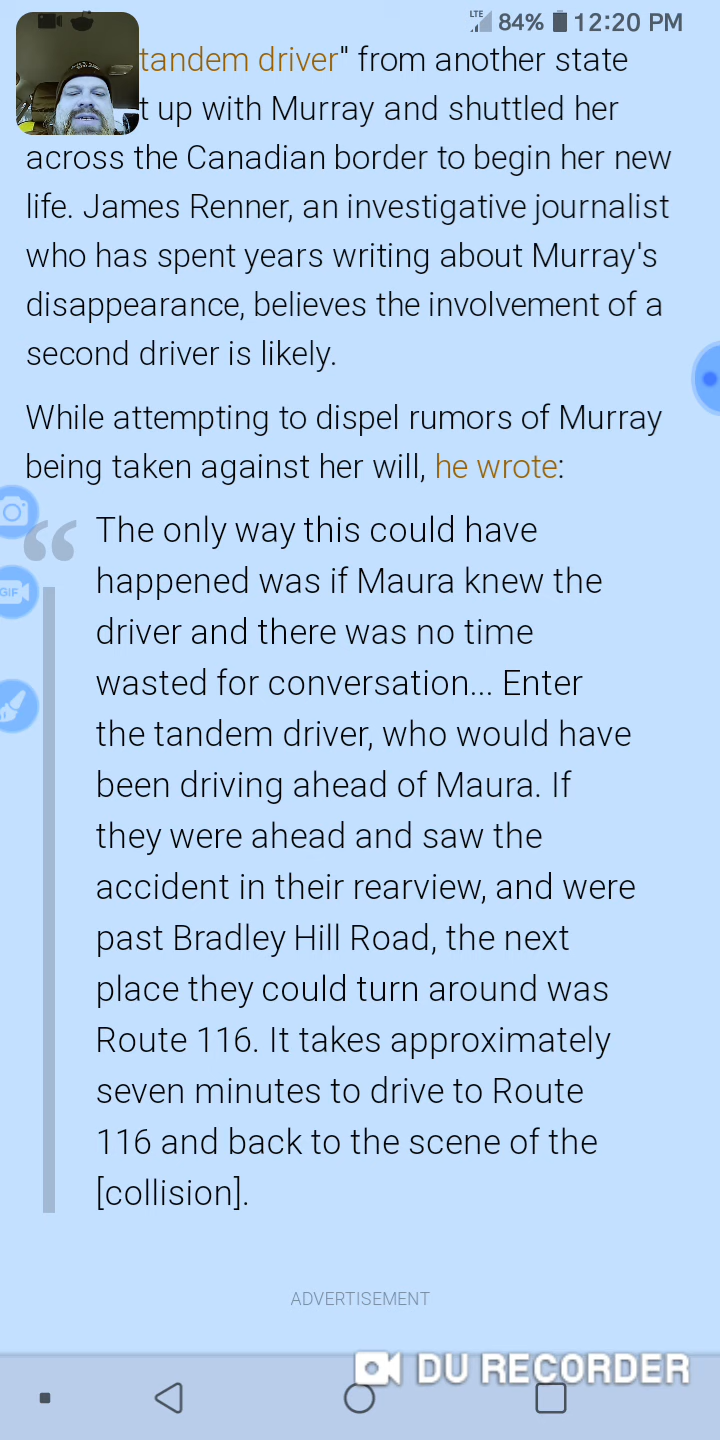 LTE 84% 12:20 PM
tandem driver" from another state
t up with Murray and shuttled her
across the Canadian border to begin her new
life. James Renner, an investigative journalist
who has spent years writing about Murray's
disappearance, believes the involvement of a
second driver is likely.
While attempting to dispel rumors of Murray
being taken against her will, he wrote:
“ The only way this could have
happened was if Maura knew the
driver and there was no time
wasted for conversation... Enter
the tandem driver, who would have
been driving ahead of Maura. If
they were ahead and saw the
accident in their rearview, and were
past Bradley Hill Road, the next
place they could turn around was
Route 116. It takes approximately
seven minutes to drive to Route
116 and back to the scene of the
[collision].
GIF
ADVERTISEMENT
DU RECORDER